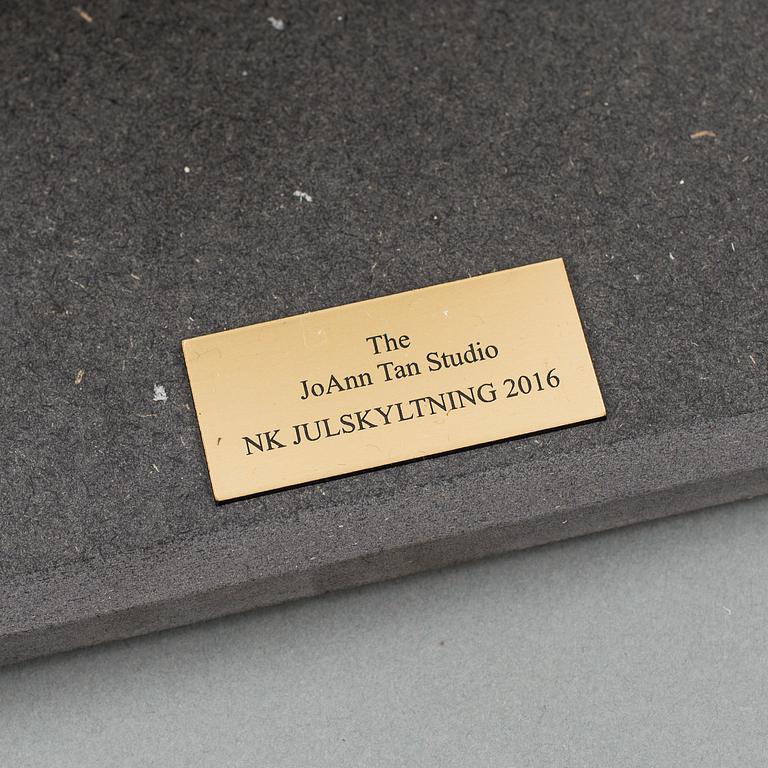 The
JoAnn Tan Studio
NK JULSKYLTNING 2016